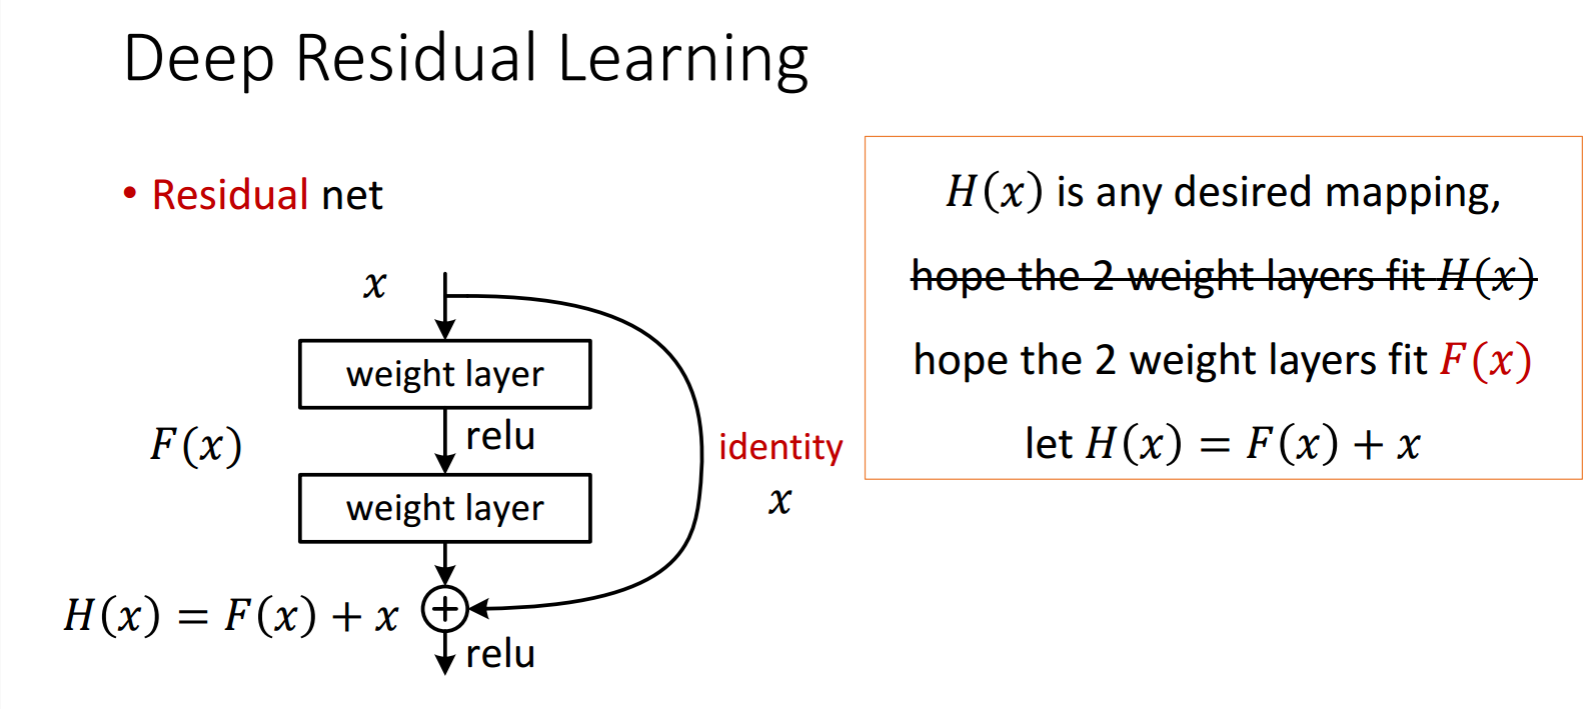 Deep Residual Learning
• Residual net
x
weight layer
relu
F(x)
weight layer
identity
x
H(x) = F(x) + x
+
relu
H(x) is any desired mapping,
hope the 2 weight layers fit H(x)
hope the 2 weight layers fit F(x)
let H(x) = F(x) + x